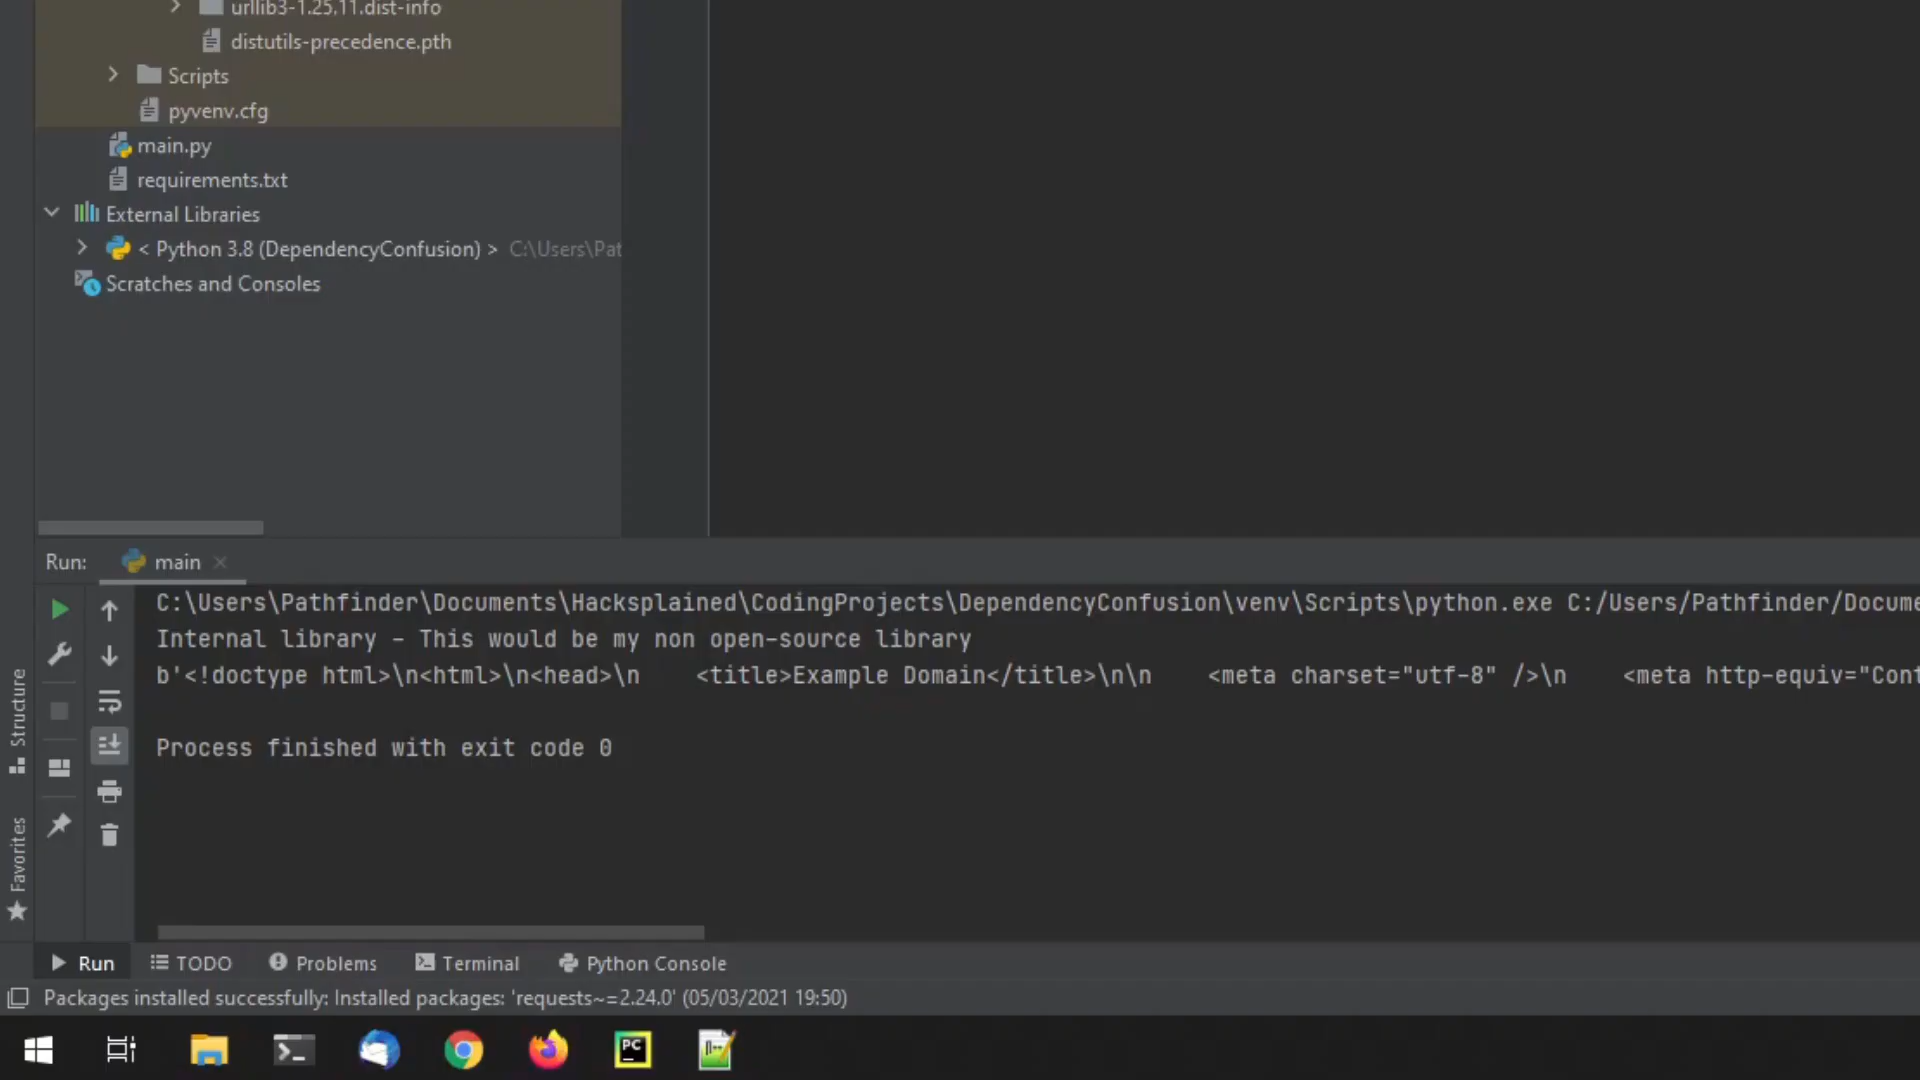 urllib3-1.25.11.dist-info
distutils-precedence.pth
Scripts
pyvenv.cfg
main.py
requirements.txt
External Libraries
< Python 3.8 (DependencyConfusion) > C:\Users\Pat
Scratches and Consoles
Run: main
C:\Users\Pathfinder\Documents\Hacksplained\CodingProjects\DependencyConfusion\venv\Scripts\python.exe C:/Users/Pathfinder/Docume
Internal library - This would be my non open-source library
b'<!doctype html>\n<html>\n<head>\n    <title>Example Domain</title>\n\n    <meta charset="utf-8" />\n    <meta http-equiv="Cont
Process finished with exit code 0
Structure
Favorites
Run TODO Problems Terminal Python Console
Packages installed successfully: Installed packages: 'requests~=2.24.0' (05/03/2021 19:50)
PC